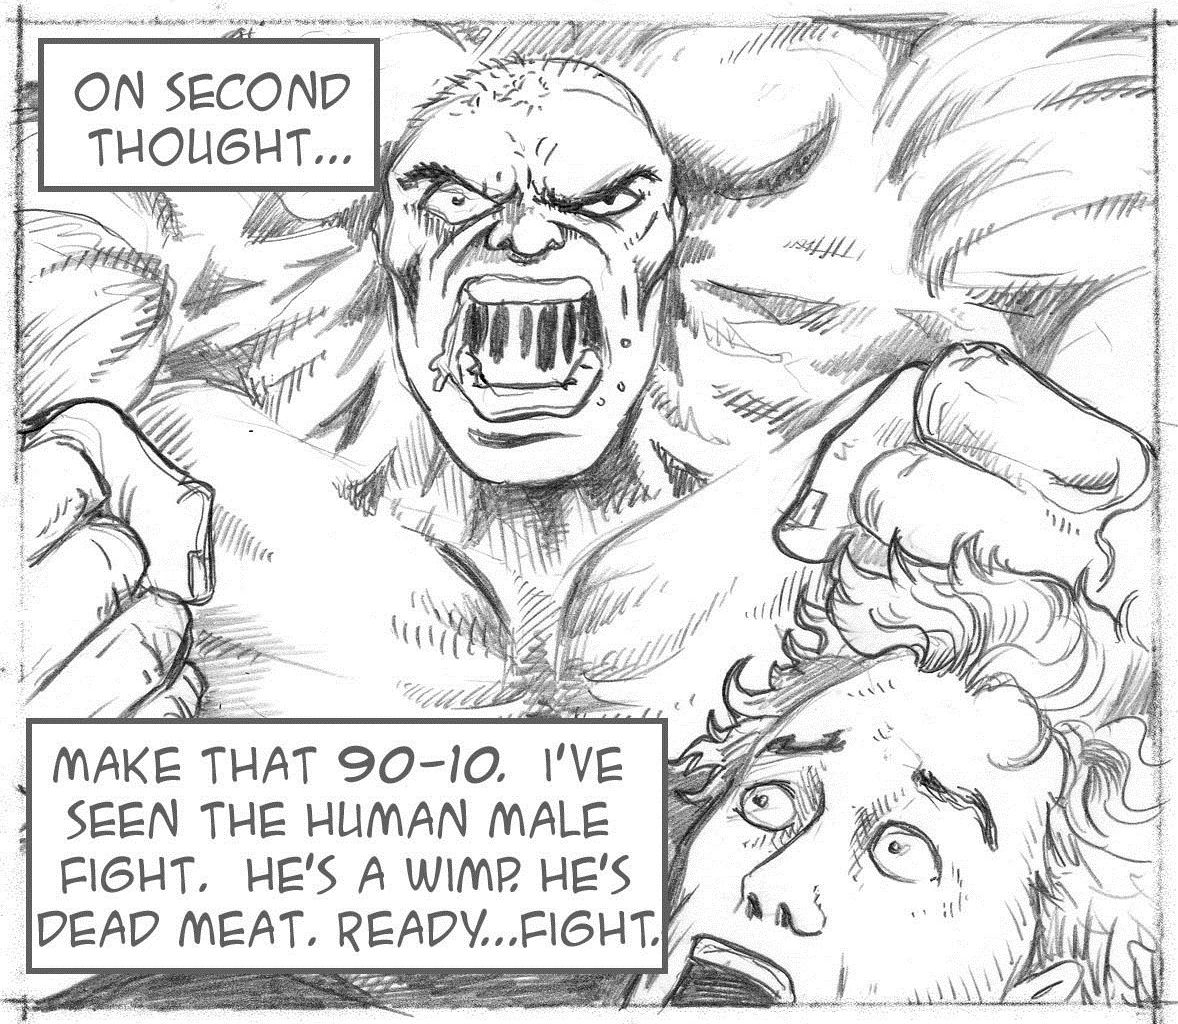 ON SECOND
THOUGHT...
MAKE THAT 90-10. I'VE
SEEN THE HUMAN MALE
FIGHT. HE'S A WIMP. HE'S
DEAD MEAT. READY...FIGHT.